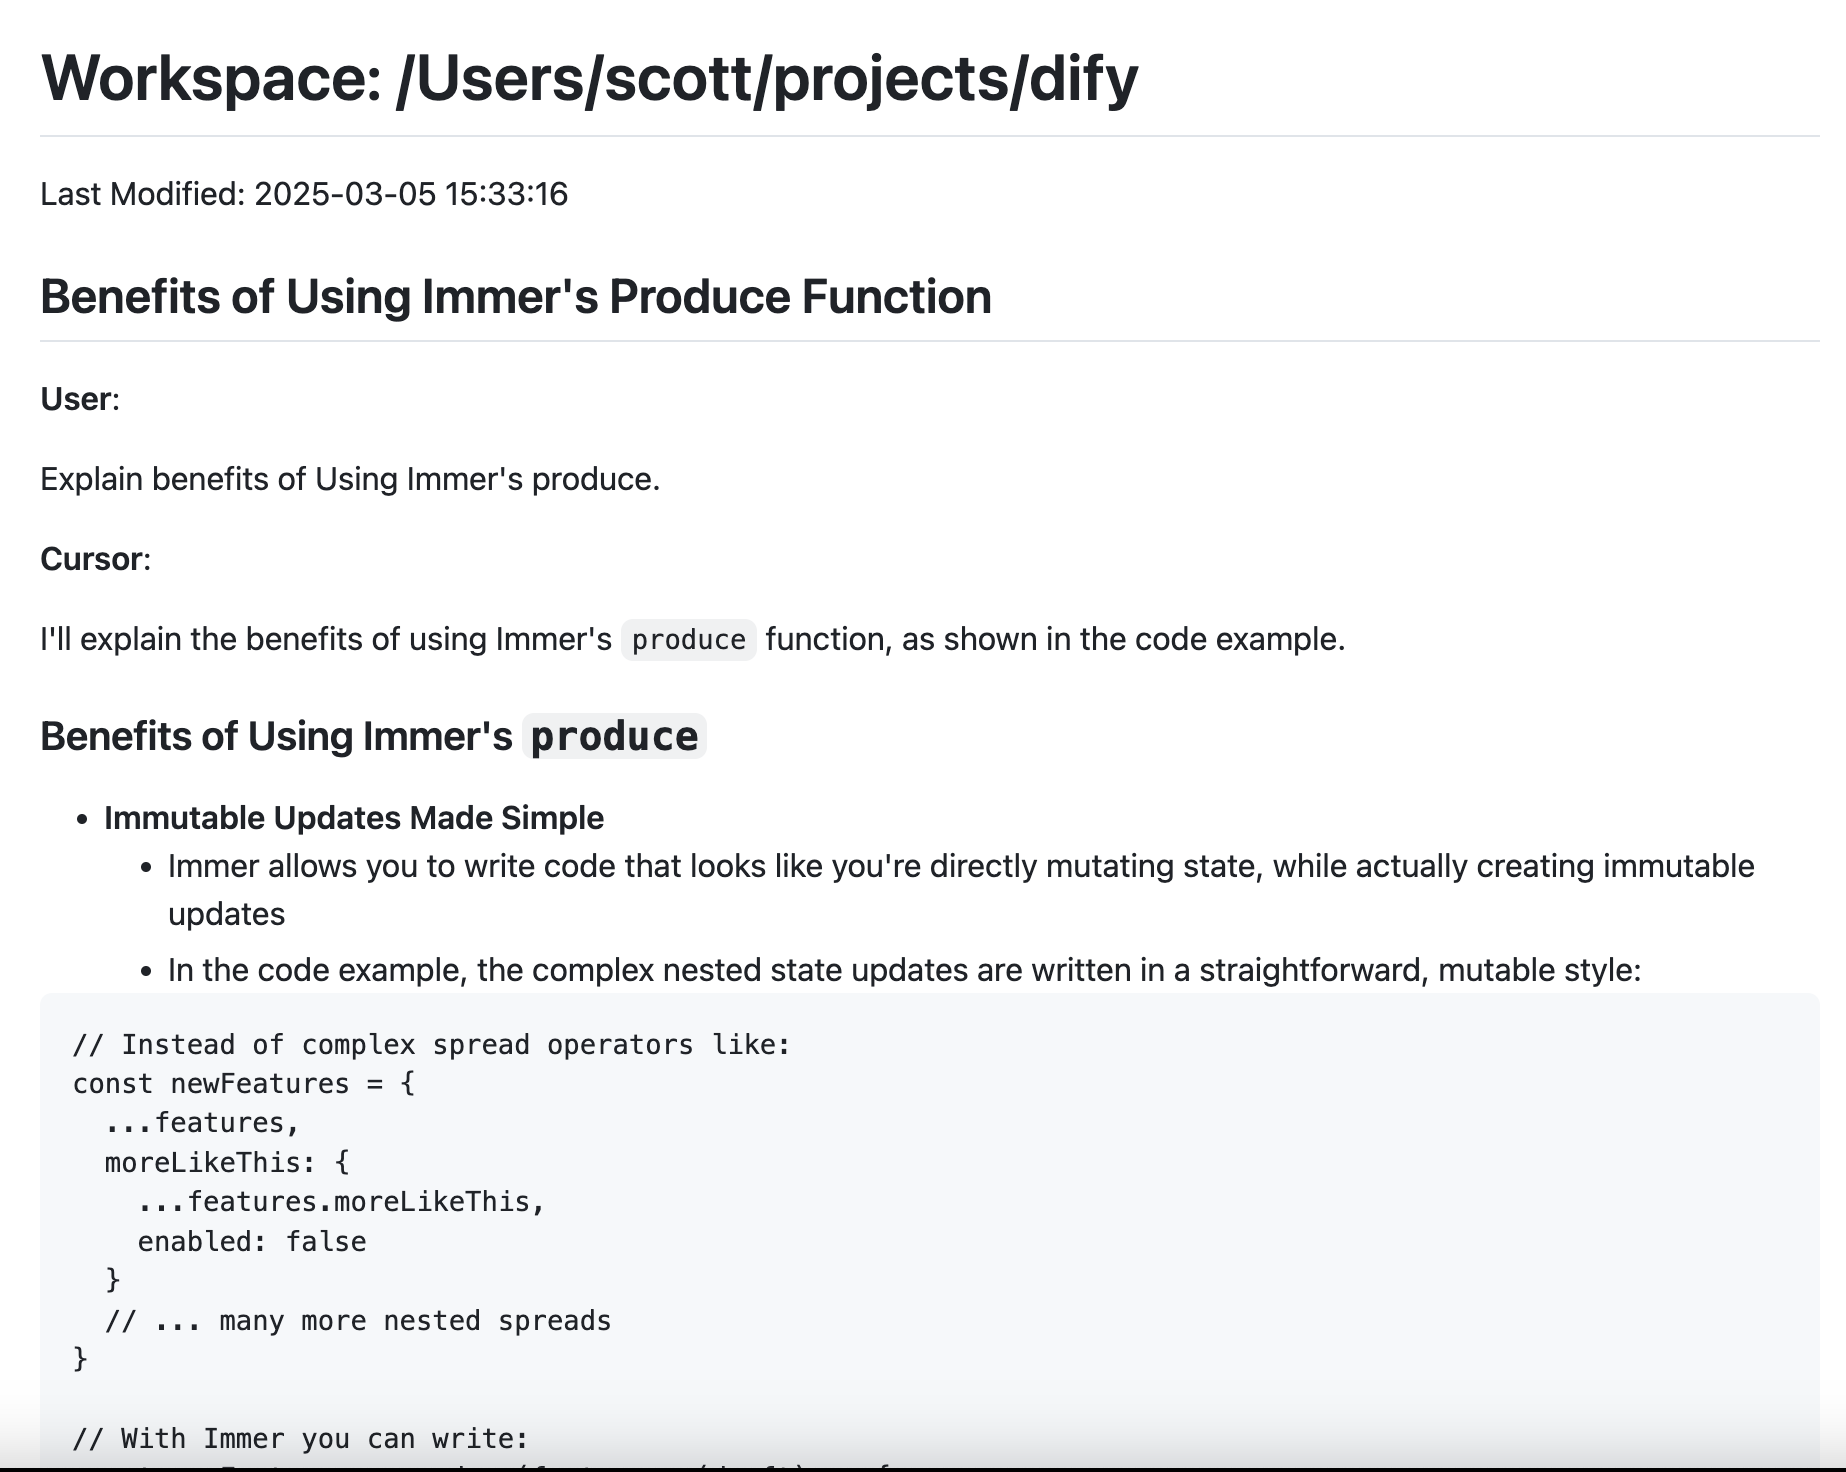 Workspace: /Users/scott/projects/dify
Last Modified: 2025-03-05 15:33:16
Benefits of Using Immer's Produce Function
User:
Explain benefits of Using Immer's produce.
Cursor:
I'll explain the benefits of using Immer's produce function, as shown in the code example.
Benefits of Using Immer's produce
• Immutable Updates Made Simple
• Immer allows you to write code that looks like you're directly mutating state, while actually creating immutable
updates
• In the code example, the complex nested state updates are written in a straightforward, mutable style:
// Instead of complex spread operators like:
const newFeatures = {
  ...features,
  moreLikeThis: {
    ...features.moreLikeThis,
    enabled: false
  }
  // ... many more nested spreads
}
// With Immer you can write: